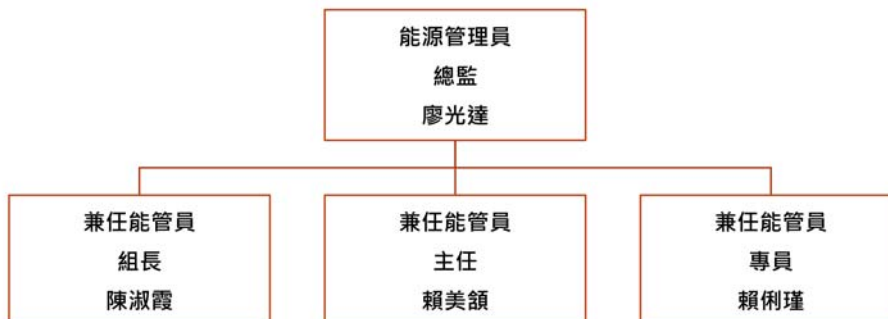 能源管理員
總監
廖光達
兼任能管員
組長
陳淑霞
兼任能管員
主任
賴美額
兼任能管員
專員
賴俐瑾